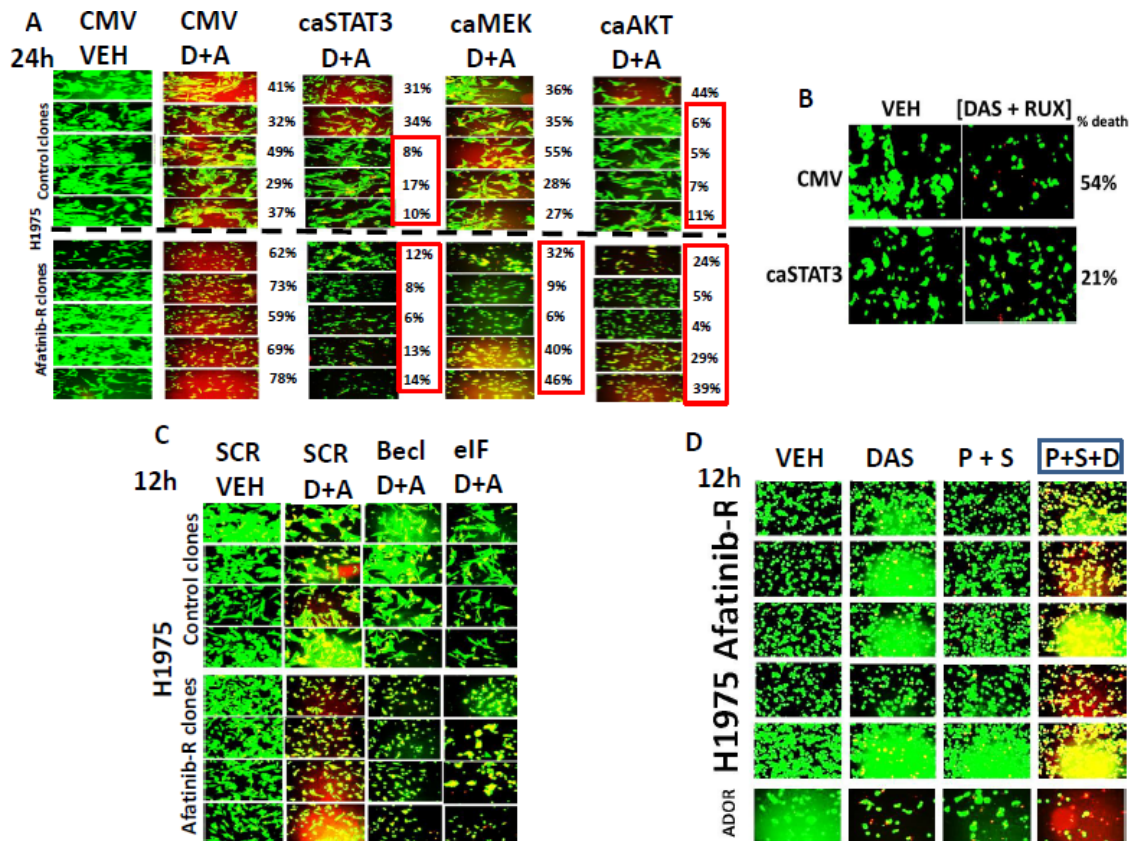 A
CMV CMV caSTAT3 caMEK caAKT
24h VEH D+A D+A D+A D+A
H1975
Control clones
41% 31% 36% 44%
32% 34% 35% 6%
49% 8% 55% 5%
29% 17% 28% 7%
37% 10% 27% 11%
Afatinib-R clones
62% 12% 32% 24%
73% 8% 9% 5%
59% 6% 6% 4%
69% 13% 40% 29%
78% 14% 46% 39%
B
VEH [DAS + RUX] % death
CMV 54%
caSTAT3 21%
C
SCR SCR Becl eIF
12h VEH D+A D+A D+A
H1975
Control clones
Afatinib-R clones
D
VEH DAS P + S P+S+D
12h
H1975 Afatinib-R
ADOR